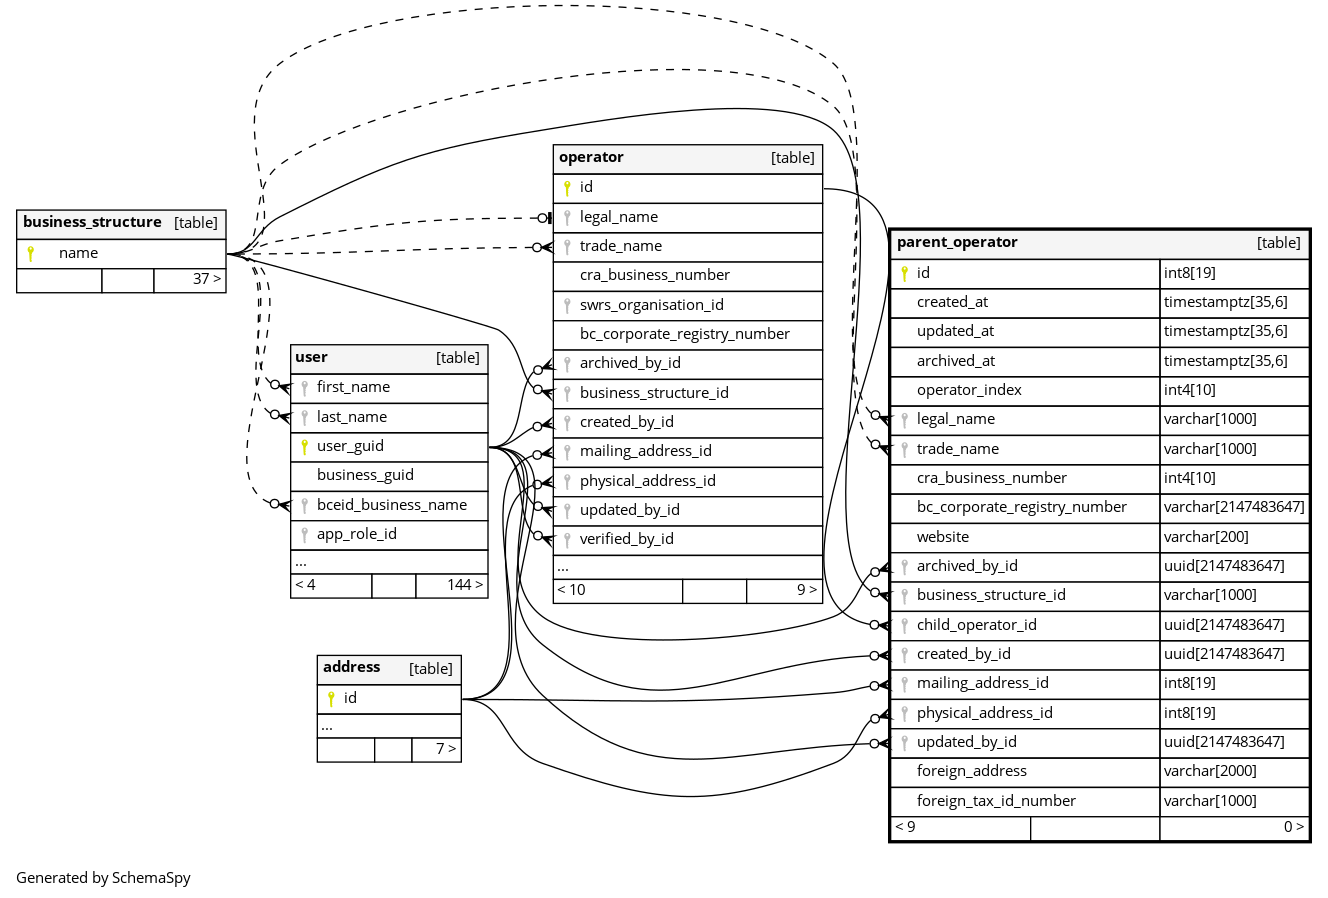 business_structure [table]
name
37 >
user [table]
first_name
last_name
user_guid
business_guid
bceid_business_name
app_role_id
...
< 4 144 >
address [table]
id
...
7 >
operator [table]
id
legal_name
trade_name
cra_business_number
swrs_organisation_id
bc_corporate_registry_number
archived_by_id
business_structure_id
created_by_id
mailing_address_id
physical_address_id
updated_by_id
verified_by_id
...
< 10 9 >
parent_operator [table]
id int8[19]
created_at timestamptz[35,6]
updated_at timestamptz[35,6]
archived_at timestamptz[35,6]
operator_index int4[10]
legal_name varchar[1000]
trade_name varchar[1000]
cra_business_number int4[10]
bc_corporate_registry_number varchar[2147483647]
website varchar[200]
archived_by_id uuid[2147483647]
business_structure_id varchar[1000]
child_operator_id uuid[2147483647]
created_by_id uuid[2147483647]
mailing_address_id int8[19]
physical_address_id int8[19]
updated_by_id uuid[2147483647]
foreign_address varchar[2000]
foreign_tax_id_number varchar[1000]
< 9 0 >
Generated by SchemaSpy